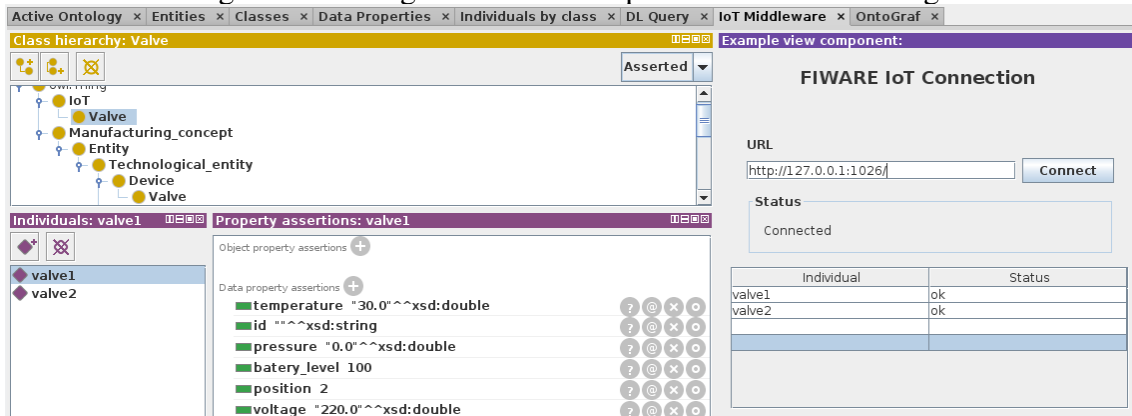 Active Ontology × Entities × Classes × Data Properties × Individuals by class × DL Query × IoT Middleware × OntoGraf ×
Class hierarchy: Valve
Asserted
IoT
Valve
Manufacturing_concept
Entity
Technological_entity
Device
Valve
Individuals: valve1
valve1
valve2
Property assertions: valve1
Object property assertions
Data property assertions
temperature "30.0"^^xsd:double
id ""^^xsd:string
pressure "0.0"^^xsd:double
batery_level 100
position 2
voltage "220.0"^^xsd:double
Example view component:
FIWARE IoT Connection
URL
http://127.0.0.1:1026/
Connect
Status
Connected
Individual Status
valve1 ok
valve2 ok